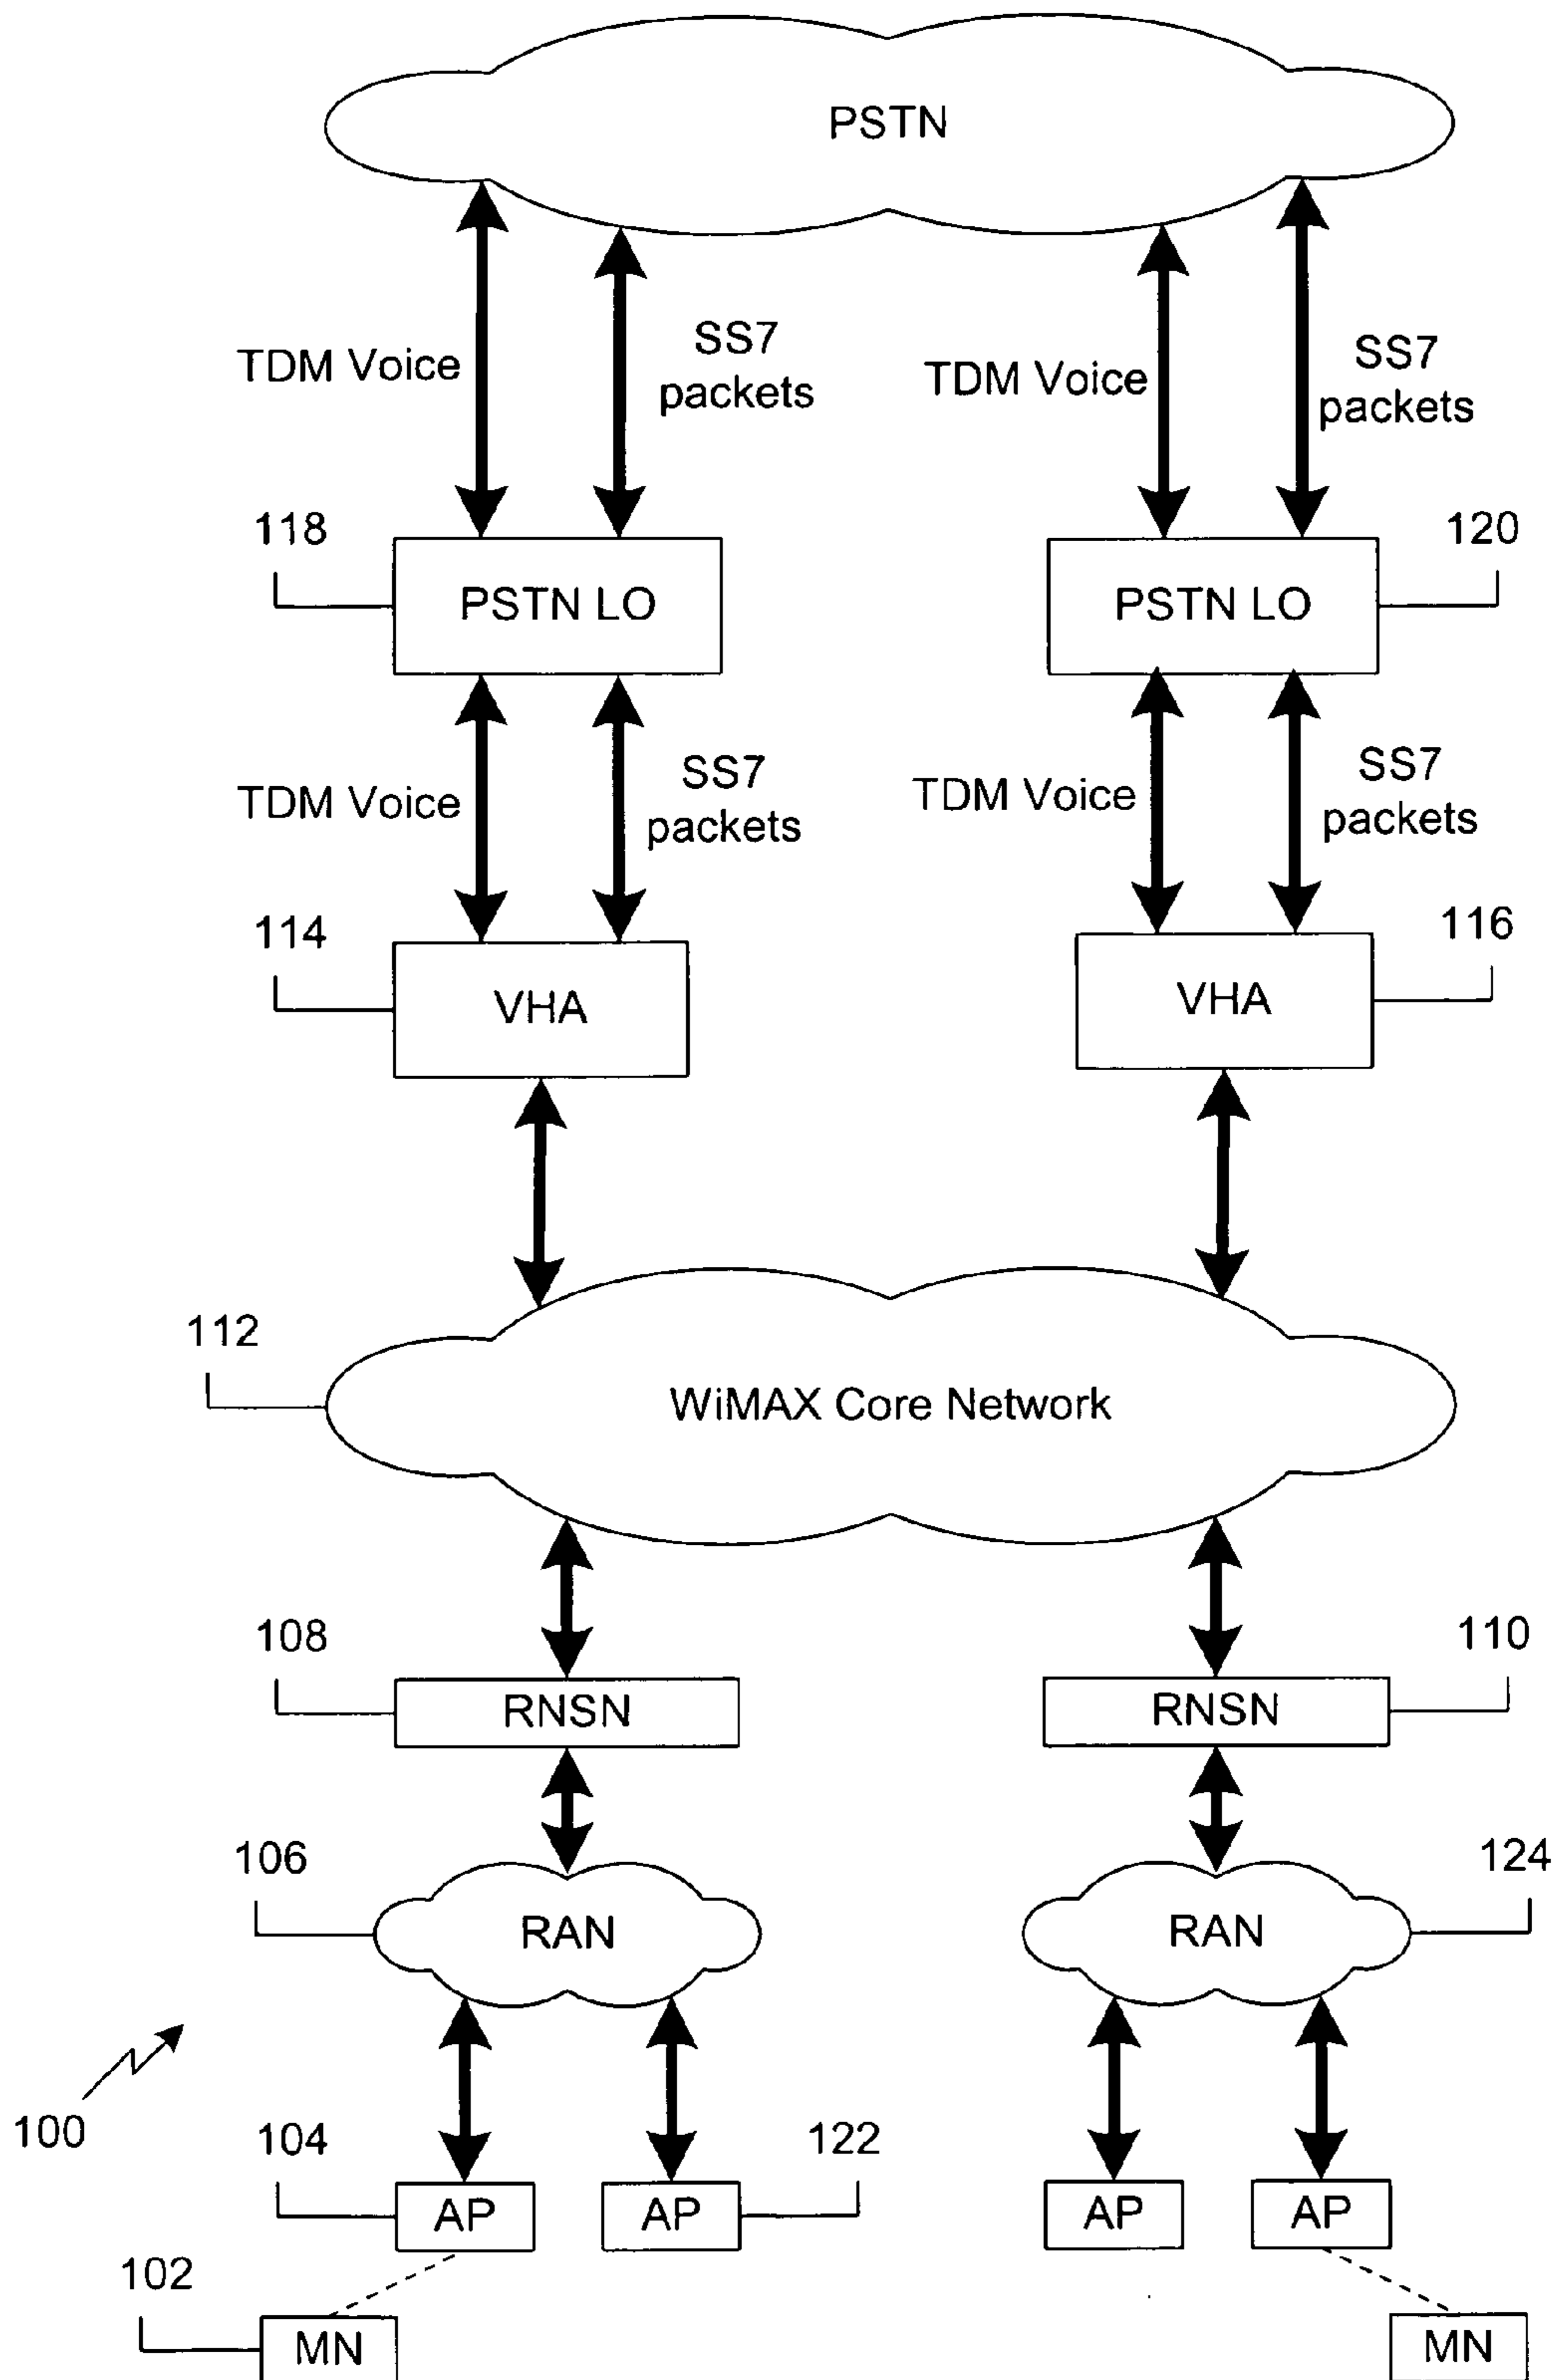 PSTN
TDM Voice
SS7
packets
TDM Voice
SS7
packets
118
PSTN LO
PSTN LO
120
TDM Voice
SS7
packets
TDM Voice
SS7
packets
114
VHA
VHA
116
112
WiMAX Core Network
108
RNSN
RNSN
110
106
RAN
RAN
124
100
104
AP
AP
122
AP
AP
102
MN
MN